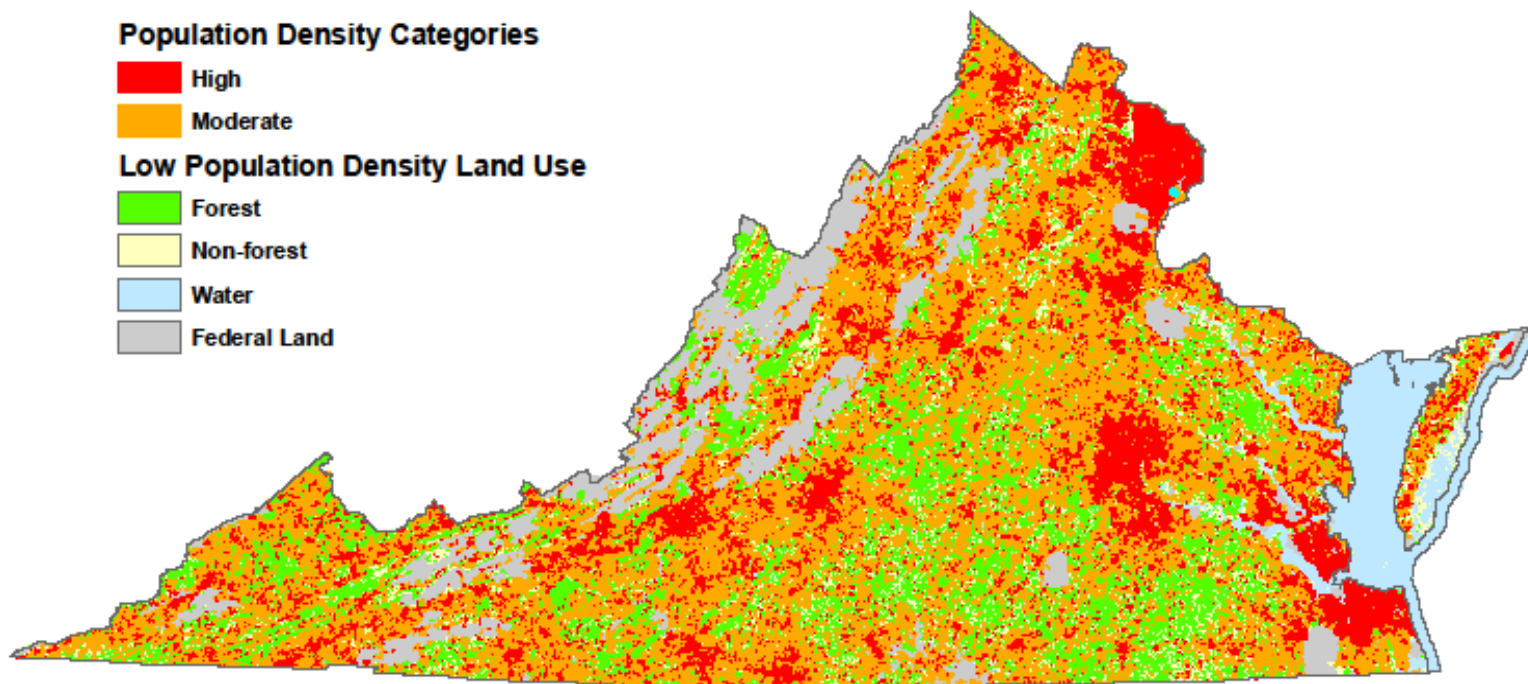 Population Density Categories
High
Moderate
Low Population Density Land Use
Forest
Non-forest
Water
Federal Land